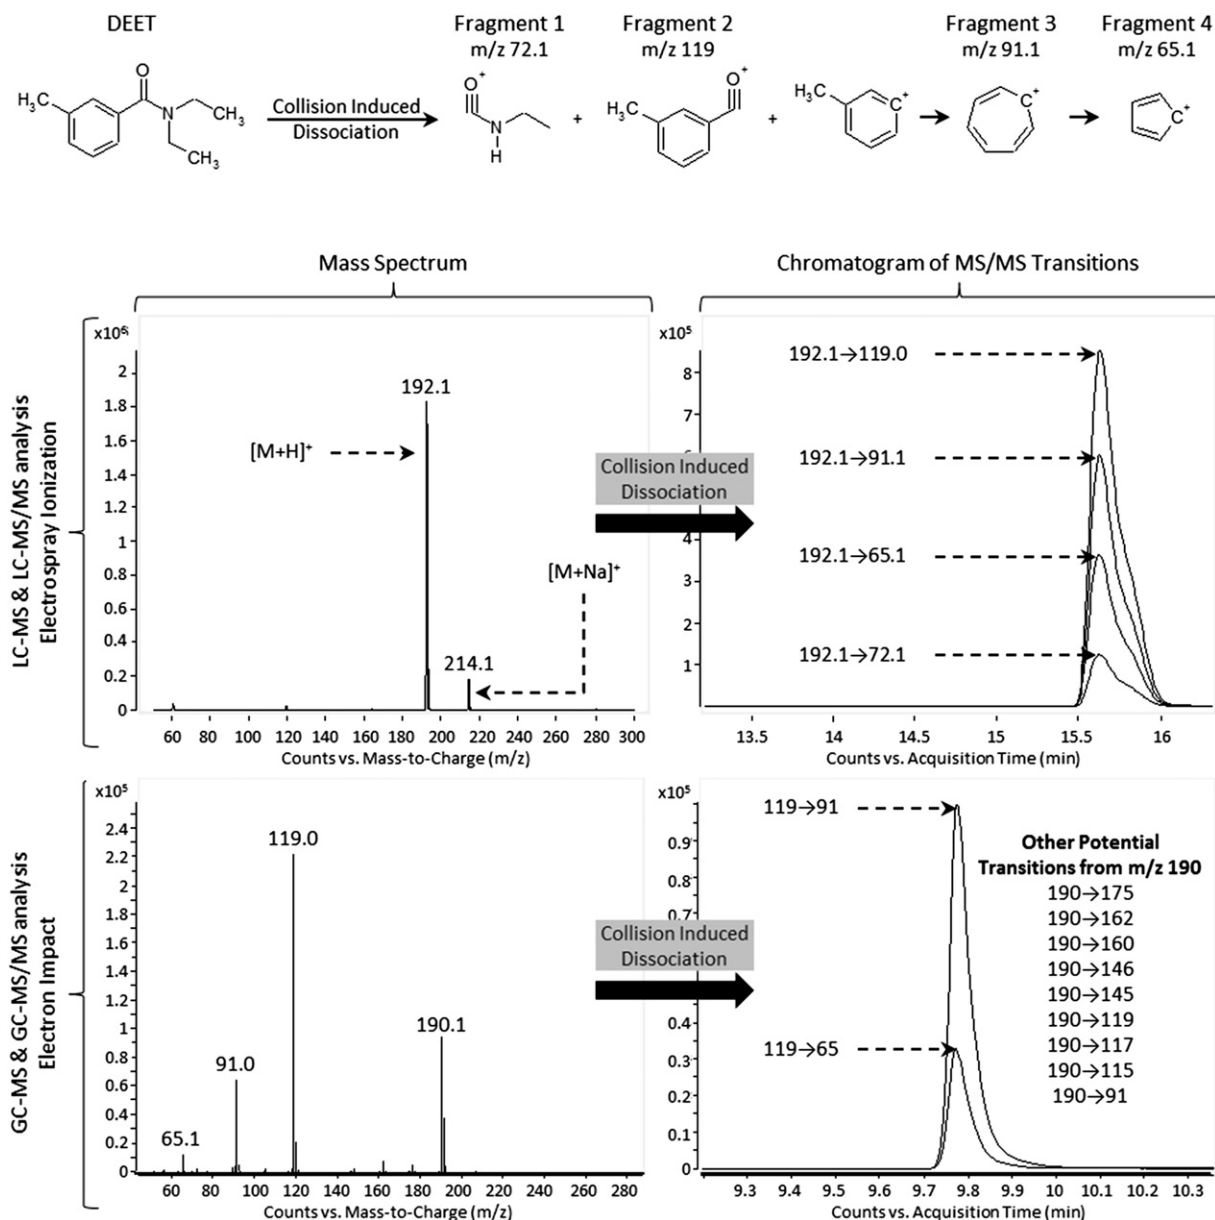 DEET
Fragment 1
m/z 72.1
Fragment 2
m/z 119
Fragment 3
m/z 91.1
Fragment 4
m/z 65.1
H₃C
O
N
CH₃
CH₃
Collision Induced
Dissociation
O⁺
N
H
+
H₃C
O⁺
C
+
H₃C
C⁺
C⁺
C⁺
Mass Spectrum
Chromatogram of MS/MS Transitions
LC-MS & LC-MS/MS analysis
Electrospray Ionization
x10⁶
2
1.8
1.6
1.4
1.2
1
0.8
0.6
0.4
0.2
0
192.1
[M+H]⁺
[M+Na]⁺
214.1
60 80 100 120 140 160 180 200 220 240 260 280 300
Counts vs. Mass-to-Charge (m/z)
Collision Induced
Dissociation
x10⁵
8
7
4
3
2
1
192.1→119.0
192.1→91.1
192.1→65.1
192.1→72.1
13.5 14 14.5 15 15.5 16
Counts vs. Acquisition Time (min)
GC-MS & GC-MS/MS analysis
Electron Impact
x10⁵
2.4
2.2
2
1.8
1.6
1.4
1.2
1
0.8
0.6
0.4
0.2
0
119.0
190.1
91.0
65.1
60 80 100 120 140 160 180 200 220 240 260 280
Counts vs. Mass-to-Charge (m/z)
Collision Induced
Dissociation
x10⁵
0.9
0.8
0.7
0.4
0.3
0.2
0.1
0
119→91
119→65
Other Potential
Transitions from m/z 190
190→175
190→162
190→160
190→146
190→145
190→119
190→117
190→115
190→91
9.3 9.4 9.5 9.6 9.7 9.8 9.9 10 10.1 10.2 10.3
Counts vs. Acquisition Time (min)